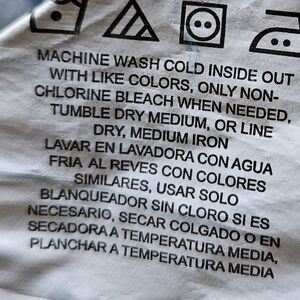 MACHINE WASH COLD INSIDE OUT
WITH LIKE COLORS, ONLY NON-
CHLORINE BLEACH WHEN NEEDED,
TUMBLE DRY MEDIUM, OR LINE
DRY, MEDIUM IRON
LAVAR EN LAVADORA CON AGUA
FRIA AL REVES CON COLORES
SIMILARES, USAR SOLO
BLANQUEADOR SIN CLORO SI ES
NECESARIO, SECAR COLGADO O EN
SECADORA A TEMPERATURA MEDIA,
PLANCHAR A TEMPERATURA MEDIA